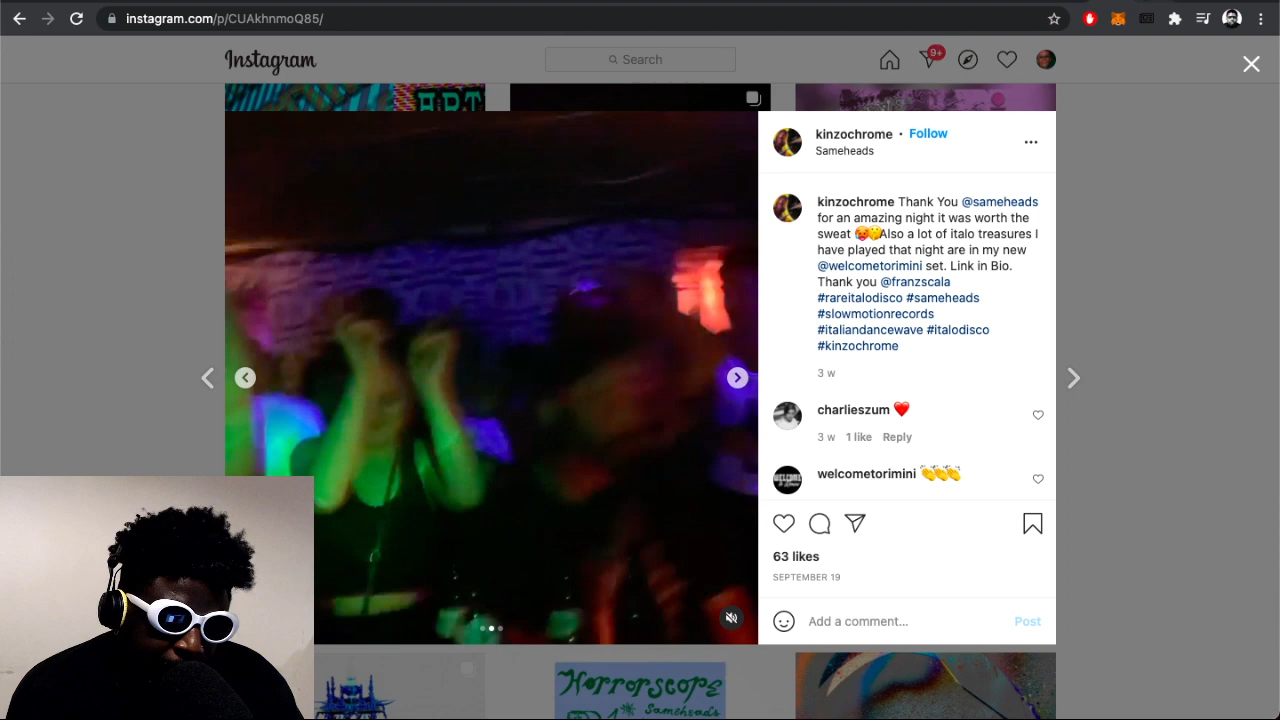 instagram.com/p/CUAkhnmoQ85/
Instagram
Search
9+
ART
kinzochrome • Follow
Sameheads
kinzochrome Thank You @sameheads
for an amazing night it was worth the
sweat 🥵🤫Also a lot of italo treasures I
have played that night are in my new
@welcometorimini set. Link in Bio.
Thank you @franzscala
#rareitalodisco #sameheads
#slowmotionrecords
#italiandancewave #italodisco
#kinzochrome
3 w
charlieszum ❤️
3 w 1 like Reply
welcometorimini 👏👏👏
WELCOME
63 likes
SEPTEMBER 19
Add a comment... Post
Horrorscope
Sameheads